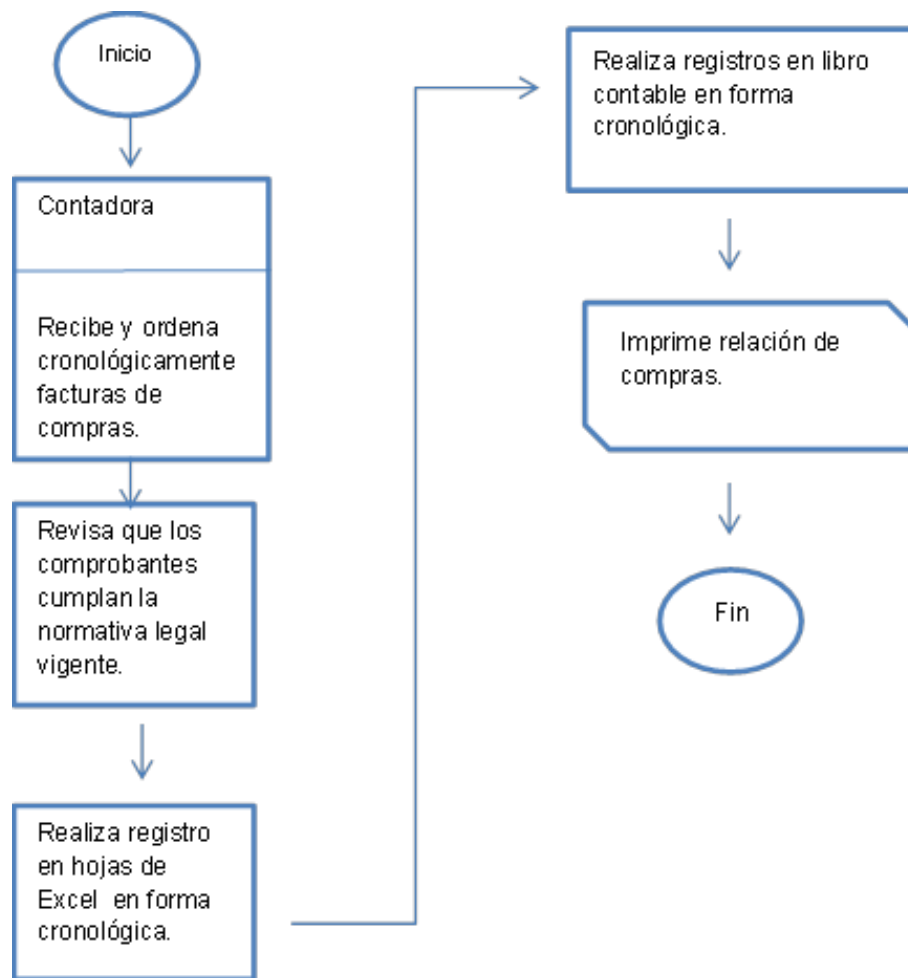 Inicio
Contadora
Recibe y ordena
cronológicamente
facturas de
compras.
Revisa que los
comprobantes
cumplan la
normativa legal
vigente.
Realiza registro
en hojas de
Excel en forma
cronológica.
Realiza registros en libro
contable en forma
cronológica.
Imprime relación de
compras.
Fin